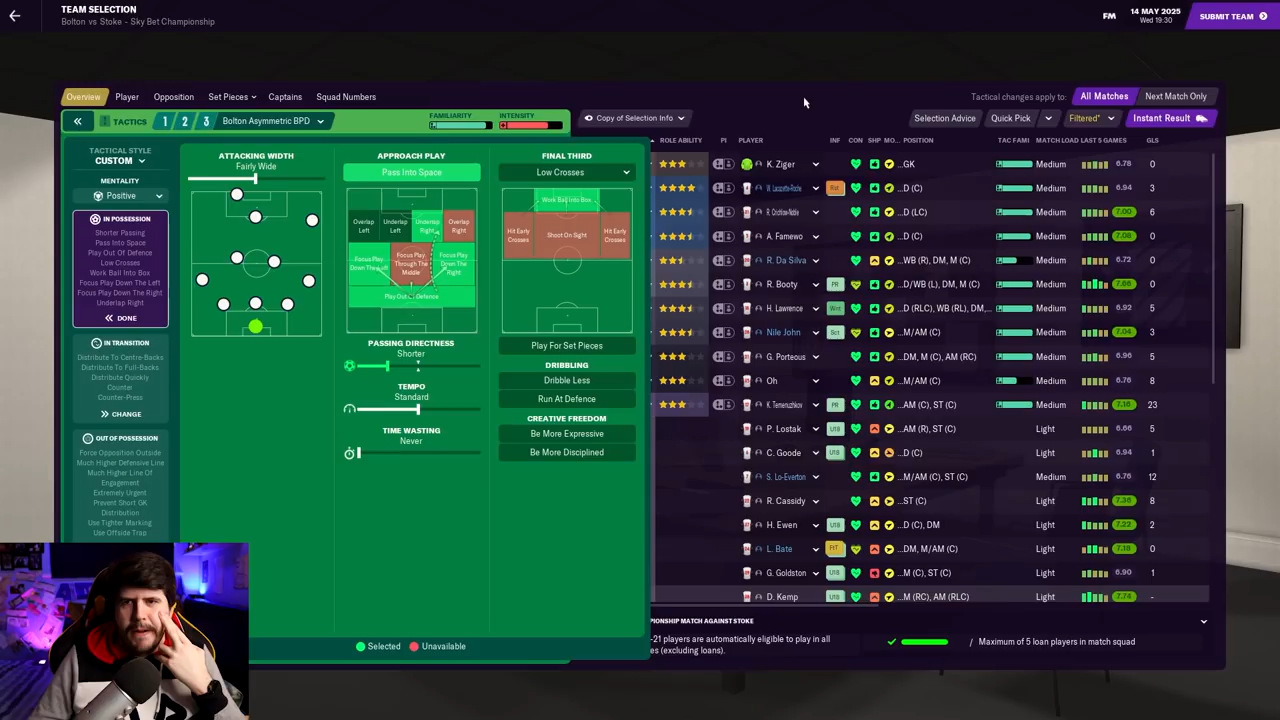 TEAM SELECTION
Bolton vs Stoke - Sky Bet Championship
FM
14 MAY 2025
Wed 19:30
SUBMIT TEAM
Overview
Player
Opposition
Set Pieces
Captains
Squad Numbers
Tactical changes apply to:
All Matches
Next Match Only
TACTICS
1
2
3
Bolton Asymmetric BPD
FAMILIARITY
INTENSITY
Copy of Selection Info
Selection Advice
Quick Pick
Filtered*
Instant Result
TACTICAL STYLE
CUSTOM
MENTALITY
Positive
IN POSSESSION
Shorter Passing
Pass Into Space
Play Out Of Defence
Low Crosses
Work Ball Into Box
Focus Play Down The Left
Focus Play Down The Right
Underlap Right
DONE
IN TRANSITION
Distribute To Centre-Backs
Distribute To Full-Backs
Distribute Quickly
Counter
Counter-Press
CHANGE
OUT OF POSSESSION
Force Opposition Outside
Much Higher Defensive Line
Much Higher Line Of
Engagement
Extremely Urgent
Prevent Short GK
Distribution
Use Tighter Marking
Use Offside Trap
ATTACKING WIDTH
Fairly Wide
APPROACH PLAY
Pass Into Space
Overlap
Left
Underlap
Left
Underlap
Right
Overlap
Right
Focus Play
Down The Left
Focus Play
Through The
Middle
Focus Play
Down The
Right
Play Out Of Defence
PASSING DIRECTNESS
Shorter
TEMPO
Standard
TIME WASTING
Never
FINAL THIRD
Low Crosses
Work Ball Into Box
Hit Early
Crosses
Shoot On Sight
Hit Early
Crosses
Play For Set Pieces
DRIBBLING
Dribble Less
Run At Defence
CREATIVE FREEDOM
Be More Expressive
Be More Disciplined
Selected
Unavailable
ROLE ABILITY
PLAYER
INF
CON
SHP
MO...
POSITION
TAC FAMI
MATCH LOAD
LAST 5 GAMES
GLS
K. Ziger
...GK
Medium
6.78
0
...D (C)
Medium
6.94
3
...D (LC)
Medium
7.00
6
A. Famewo
...D (C)
Medium
7.08
0
R. Da Silva
...WB (R), DM, M (C)
Medium
6.72
0
R. Booty
PR
...D/WB (L), DM, M (C)
Medium
0
H. Lawrence
Wnt
...D (RLC), WB (RL), DM,...
Medium
6.96
5
Nile John
Sct
...M/AM (C)
Medium
7.04
3
G. Porteous
...DM, M (C), AM (RC)
Medium
6.96
5
Oh
...M/AM (C)
Medium
6.76
8
K. Temenuzhkov
PR
...AM (C), ST (C)
Medium
7.16
23
P. Lostak
U18
...AM (R), ST (C)
Light
6.66
5
C. Goode
U18
...D (C)
Light
6.94
1
S. Lo-Everton
...M/AM (C), ST (C)
Medium
6.76
12
R. Cassidy
...ST (C)
Light
7.36
8
H. Ewen
U18
...D (C), DM
Light
7.22
2
L. Bate
...DM, M/AM (C)
Light
7.18
0
G. Goldston
U18
...M (C), ST (C)
Light
6.90
1
D. Kemp
U18
...M (RC), AM (RLC)
Light
7.74
-
PIONSHIP MATCH AGAINST STOKE
-21 players are automatically eligible to play in all
es (excluding loans).
/ Maximum of 5 loan players in match squad